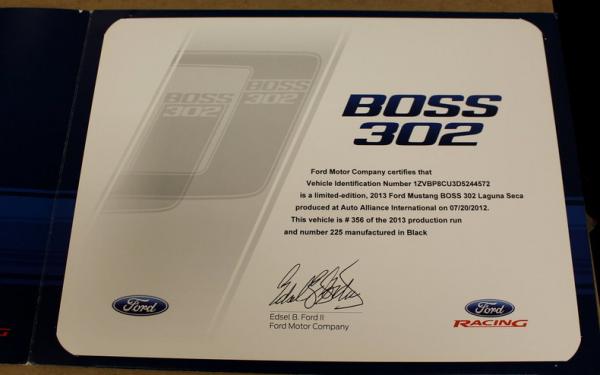 BOSS
302
BOSS
302
BOSS
302
Ford Motor Company certifies that
Vehicle Identification Number 1ZVBP8CU3D5244572
is a limited-edition, 2013 Ford Mustang BOSS 302 Laguna Seca
produced at Auto Alliance International on 07/20/2012.
This vehicle is # 356 of the 2013 production run
and number 225 manufactured in Black
Edsel B. Ford II
Edsel B. Ford II
Ford Motor Company
Ford
Ford
RACING